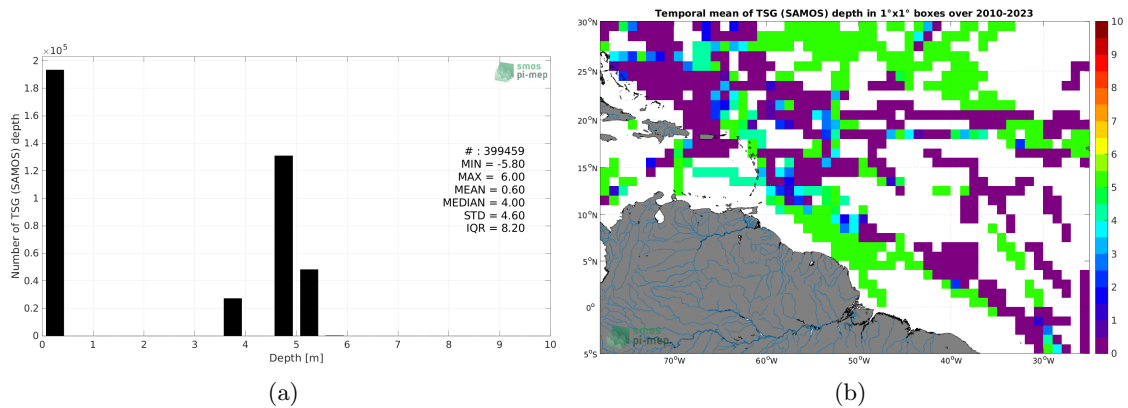 ×10⁵
2
1.8
1.6
1.4
1.2
1
0.8
0.6
0.4
0.2
0
Number of TSG (SAMOS) depth
smos
pi-mep
# : 399459
MIN = -5.80
MAX = 6.00
MEAN = 0.60
MEDIAN = 4.00
STD = 4.60
IQR = 8.20
0 1 2 3 4 5 6 7 8 9 10
Depth [m]
(a)
Temporal mean of TSG (SAMOS) depth in 1°x1° boxes over 2010-2023
30°N
25°N
20°N
15°N
10°N
5°N
0°
5°S
smos
pi-mep
70°W 60°W 50°W 40°W 30°W
10
9
8
7
6
5
4
3
2
1
0
(b)